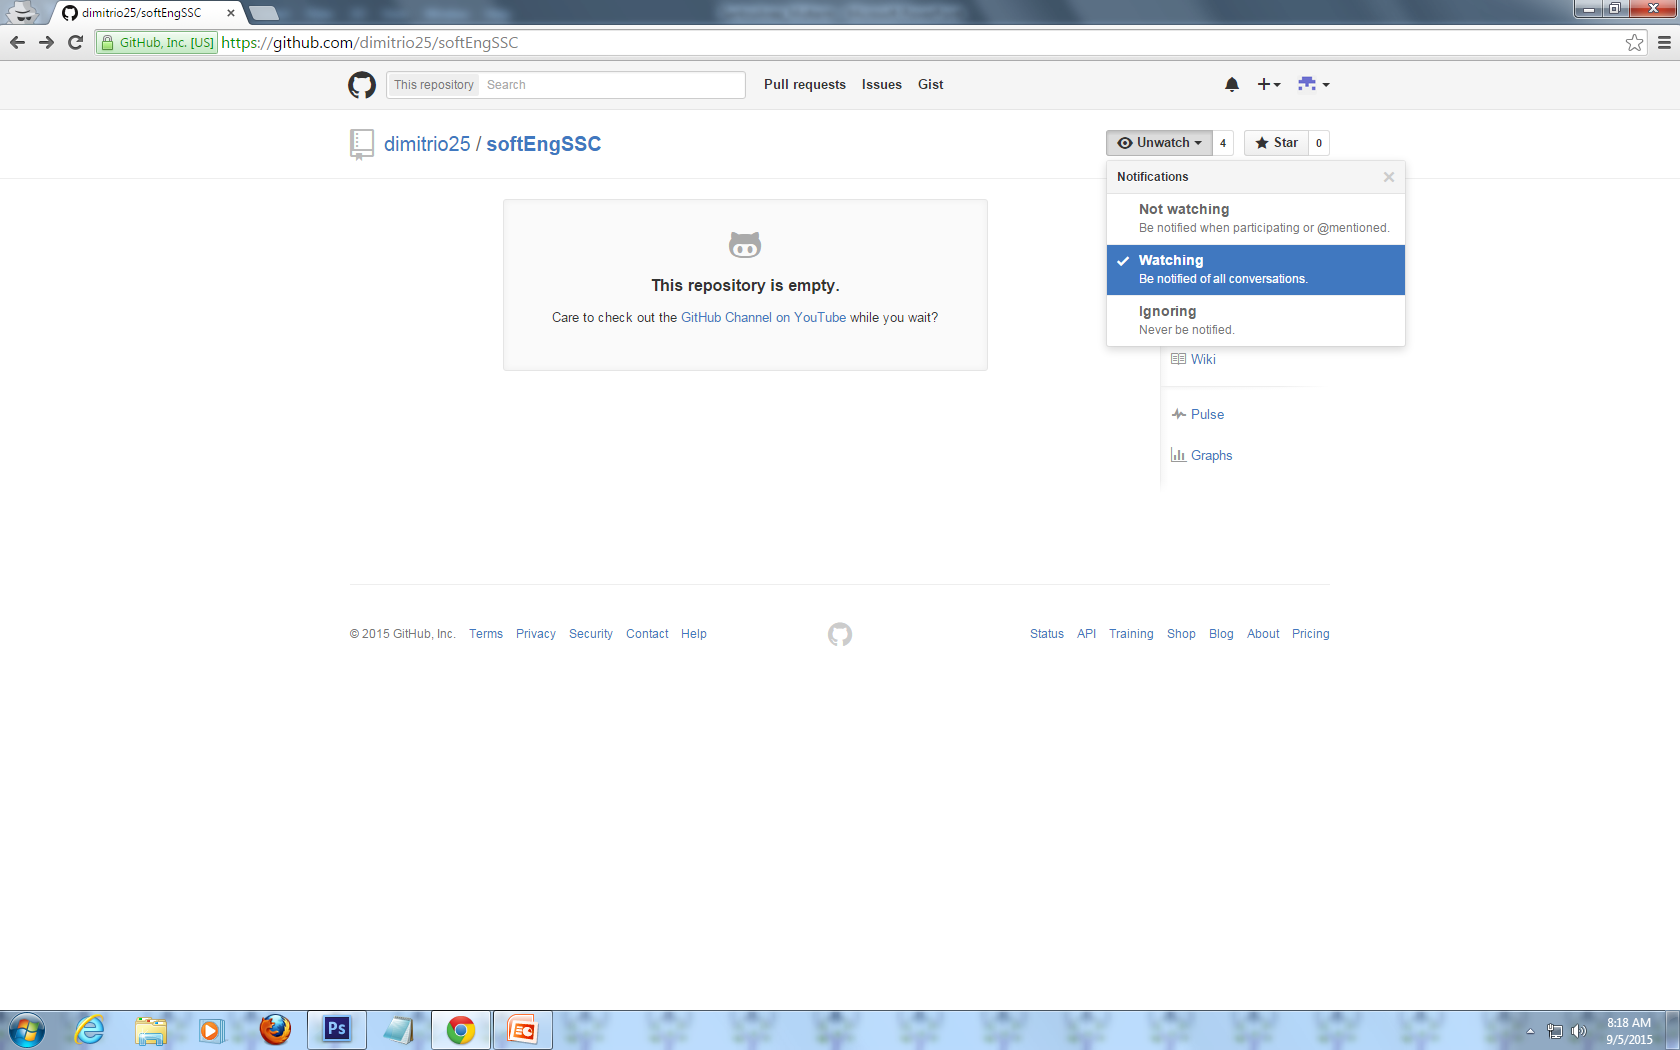 dimitrio25/softEngSSC
GitHub, Inc. [US] https://github.com/dimitrio25/softEngSSC
This repository Search Pull requests Issues Gist
dimitrio25 / softEngSSC
Unwatch 4 Star 0
Notifications
Not watching
Be notified when participating or @mentioned.
Watching
Be notified of all conversations.
Ignoring
Never be notified.
This repository is empty.
Care to check out the GitHub Channel on YouTube while you wait?
Wiki
Pulse
Graphs
© 2015 GitHub, Inc. Terms Privacy Security Contact Help
Status API Training Shop Blog About Pricing
Ps
8:18 AM
9/5/2015